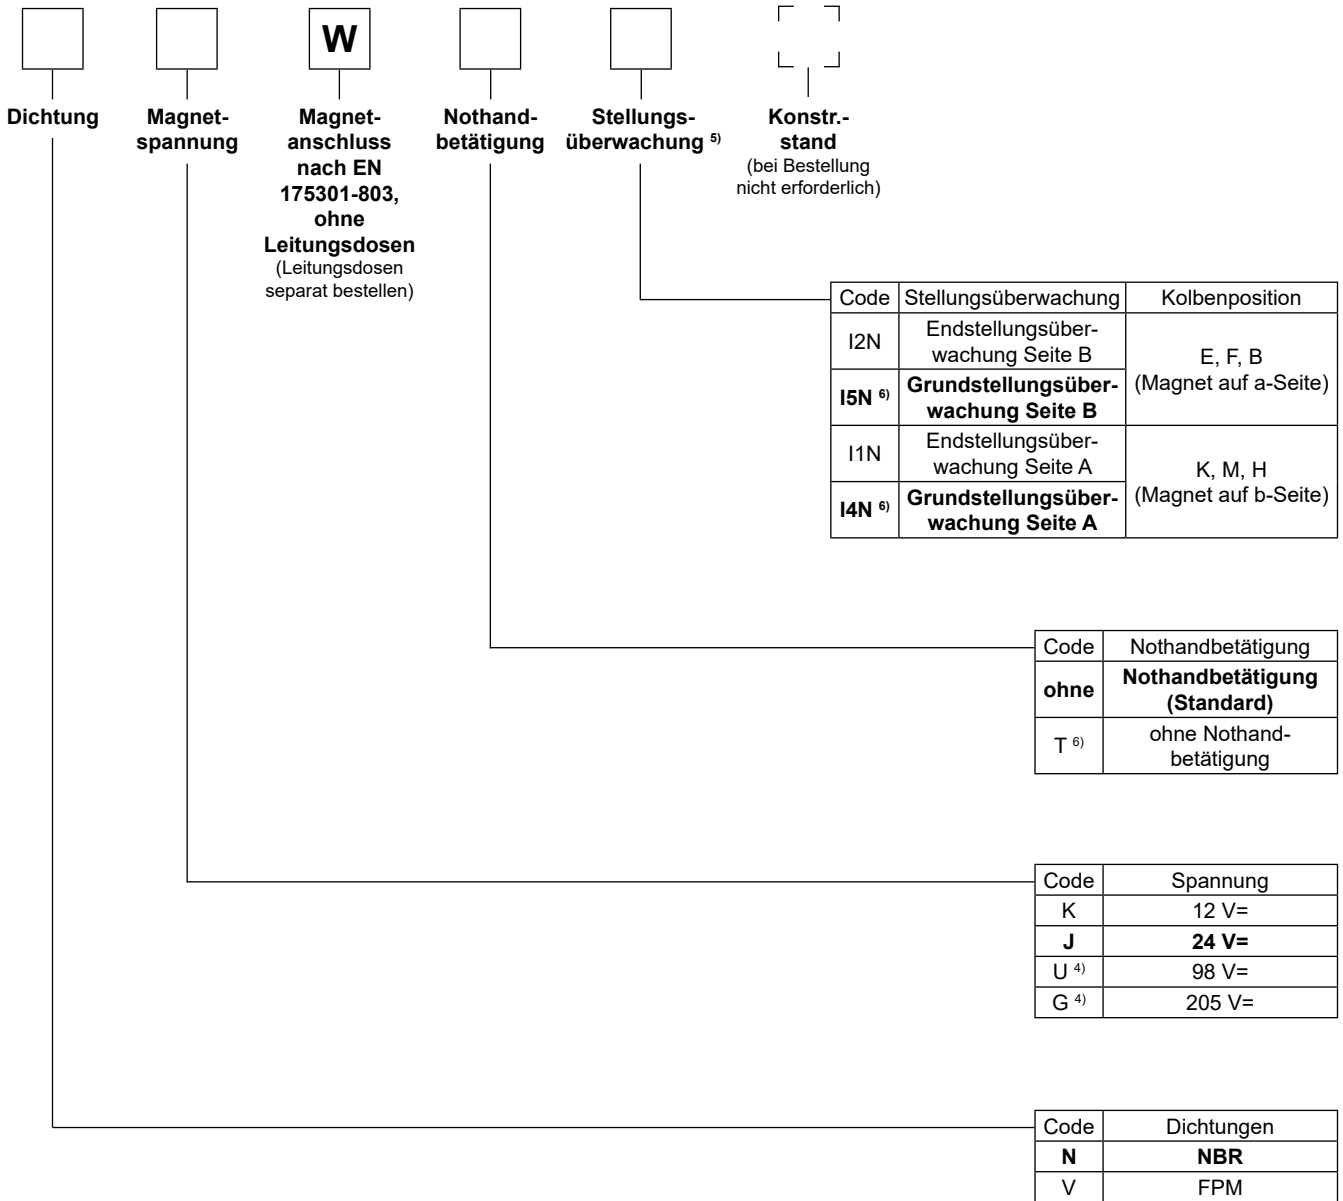 W
Dichtung
Magnet-
spannung
Magnet-
anschluss
nach EN
175301-803,
ohne
Leitungsdosen
(Leitungsdosen
separat bestellen)
Nothand-
betätigung
Stellungs-
überwachung 5)
Konstr.-
stand
(bei Bestellung
nicht erforderlich)
Code Stellungsüberwachung Kolbenposition
I2N Endstellungsüber-
wachung Seite B
E, F, B
(Magnet auf a-Seite)
I5N 6) Grundstellungsüber-
wachung Seite B
I1N Endstellungsüber-
wachung Seite A
K, M, H
(Magnet auf b-Seite)
I4N 6) Grundstellungsüber-
wachung Seite A
Code Nothandbetätigung
ohne Nothandbetätigung
(Standard)
T 6) ohne Nothand-
betätigung
Code Spannung
K 12 V=
J 24 V=
U 4) 98 V=
G 4) 205 V=
Code Dichtungen
N NBR
V FPM